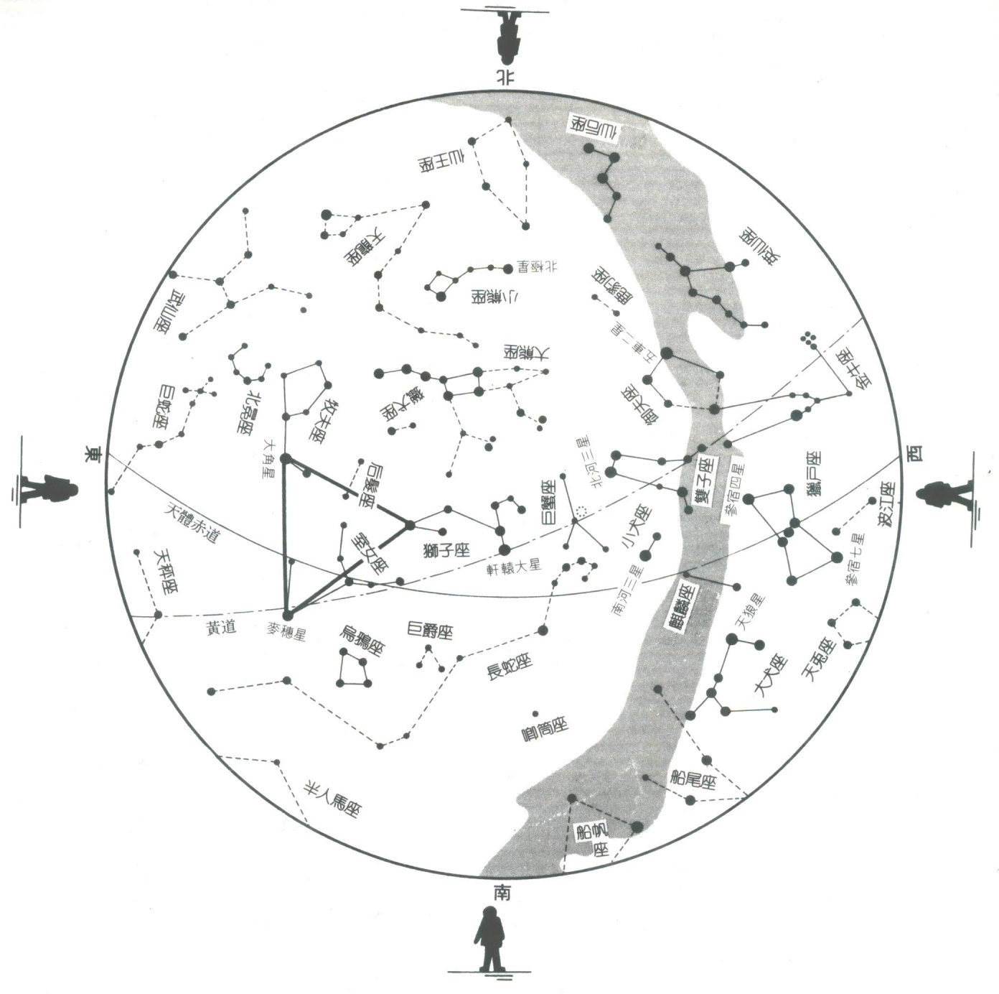 北
仙后座
仙王座
天龍座
英仙座
北極星
小熊座
鹿豹座
武仙座
五車二星
大熊座
金牛座
獵犬座
御夫座
巨蛇座
北冕座
牧夫座
大角星
東
西
北河三星
后髮座
雙子座
參宿四星
獵戶座
波江座
巨蟹座
天體赤道
室女座
獅子座
小犬座
軒轅大星
參宿七星
天秤座
南河三星
麒麟座
天狼星
黃道
麥穗星
烏鴉座
巨爵座
長蛇座
天兔座
大犬座
唧筒座
半人馬座
船尾座
船帆
座
南